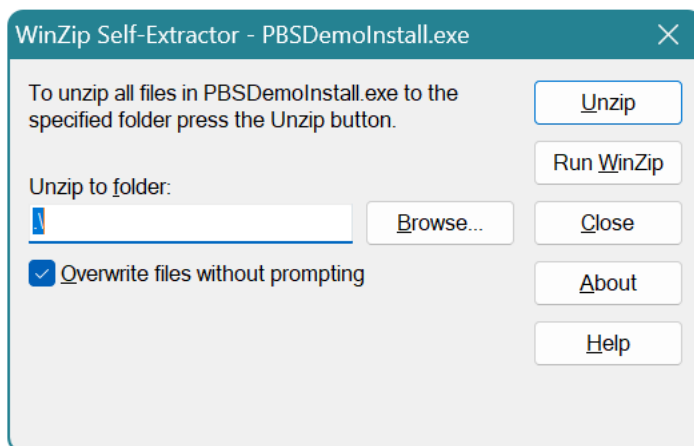 WinZip Self-Extractor - PBSDemoInstall.exe
To unzip all files in PBSDemoInstall.exe to the
specified folder press the Unzip button.
Unzip to folder:
.\
Browse...
Overwrite files without prompting
Unzip
Run WinZip
Close
About
Help